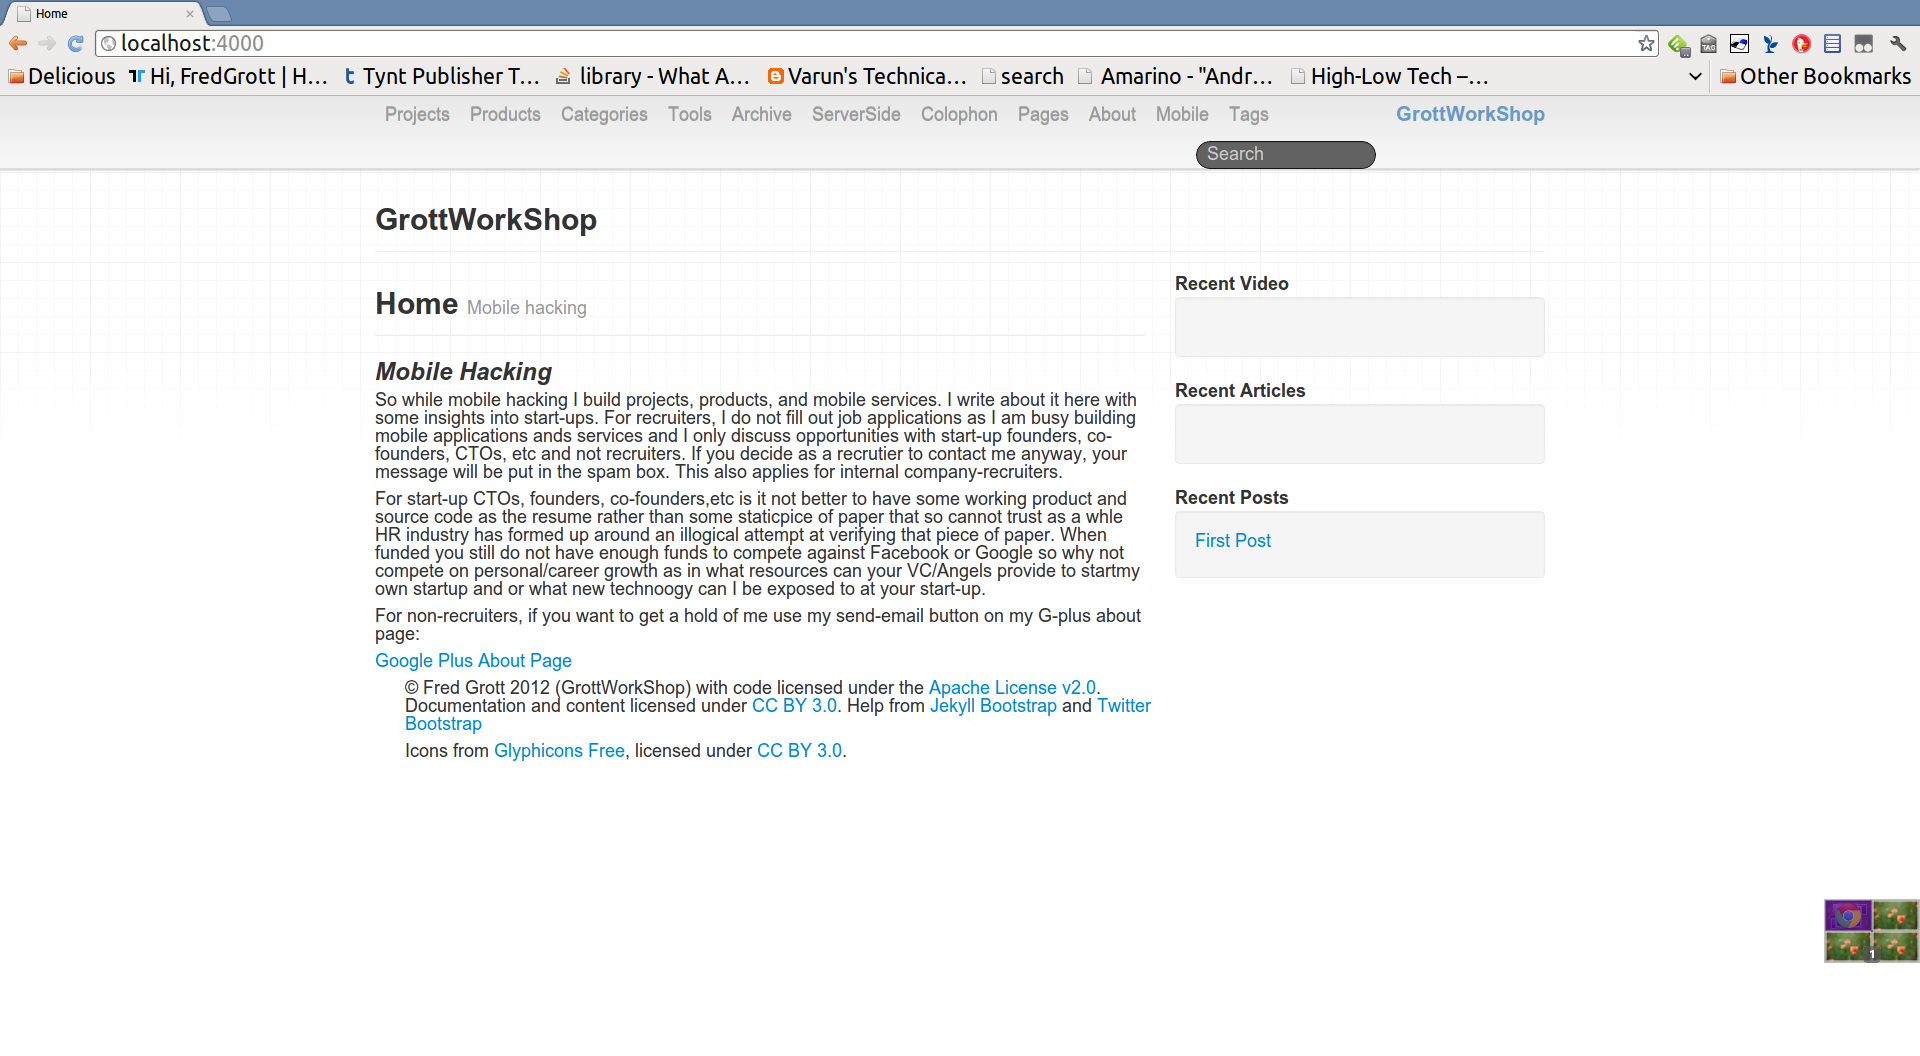 Home
localhost:4000
Delicious Hi, FredGrott | H... Tynt Publisher T... library - What A... Varun's Technica... search Amarino - "Andr... High-Low Tech –... Other Bookmarks
Projects Products Categories Tools Archive ServerSide Colophon Pages About Mobile Tags GrottWorkShop
Search
GrottWorkShop
Home Mobile hacking
Mobile Hacking
So while mobile hacking I build projects, products, and mobile services. I write about it here with
some insights into start-ups. For recruiters, I do not fill out job applications as I am busy building
mobile applications ands services and I only discuss opportunities with start-up founders, co-
founders, CTOs, etc and not recruiters. If you decide as a recrutier to contact me anyway, your
message will be put in the spam box. This also applies for internal company-recruiters.
For start-up CTOs, founders, co-founders,etc is it not better to have some working product and
source code as the resume rather than some staticpice of paper that so cannot trust as a whle
HR industry has formed up around an illogical attempt at verifying that piece of paper. When
funded you still do not have enough funds to compete against Facebook or Google so why not
compete on personal/career growth as in what resources can your VC/Angels provide to startmy
own startup and or what new technoogy can I be exposed to at your start-up.
For non-recruiters, if you want to get a hold of me use my send-email button on my G-plus about
page:
Google Plus About Page
© Fred Grott 2012 (GrottWorkShop) with code licensed under the Apache License v2.0.
Documentation and content licensed under CC BY 3.0. Help from Jekyll Bootstrap and Twitter
Bootstrap
Icons from Glyphicons Free, licensed under CC BY 3.0.
Recent Video
Recent Articles
Recent Posts
First Post
1